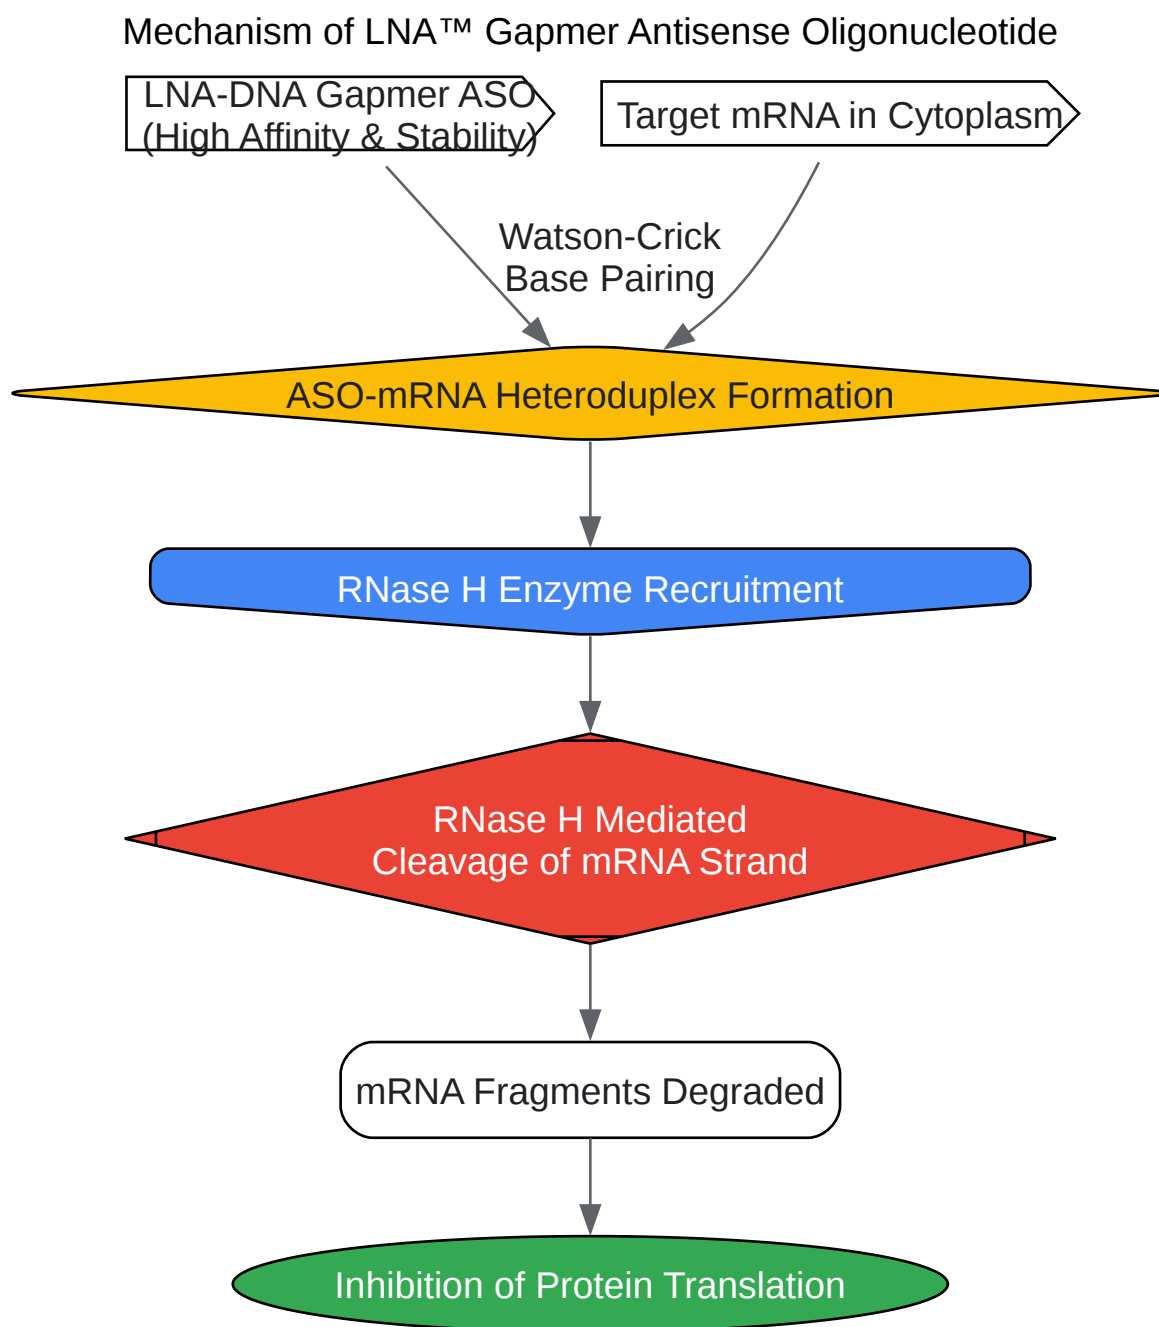 Mechanism of LNA™ Gapmer Antisense Oligonucleotide
LNA-DNA Gapmer ASO
(High Affinity & Stability)
Target mRNA in Cytoplasm
Watson-Crick
Base Pairing
ASO-mRNA Heteroduplex Formation
RNase H Enzyme Recruitment
RNase H Mediated
Cleavage of mRNA Strand
mRNA Fragments Degraded
Inhibition of Protein Translation